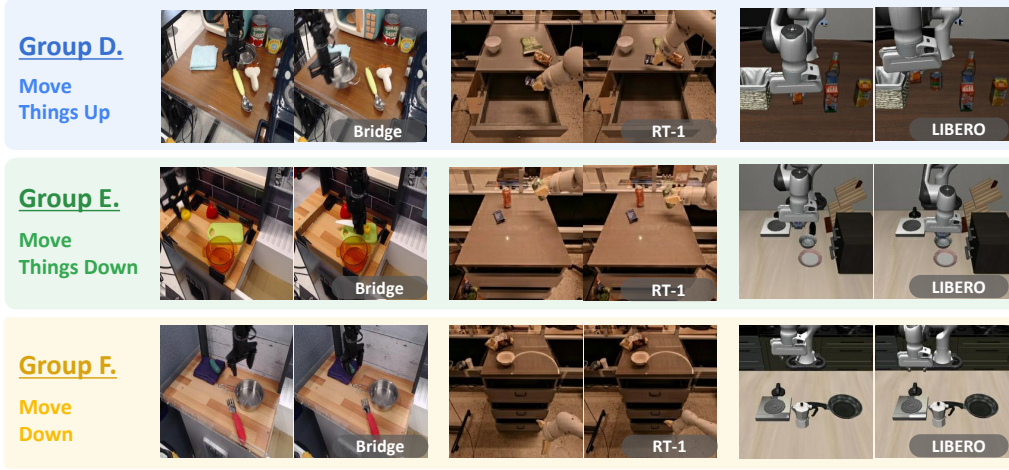 Group D.
Move
Things Up
Bridge
RT-1
LIBERO
Group E.
Move
Things Down
Bridge
RT-1
LIBERO
Group F.
Move
Down
Bridge
RT-1
LIBERO